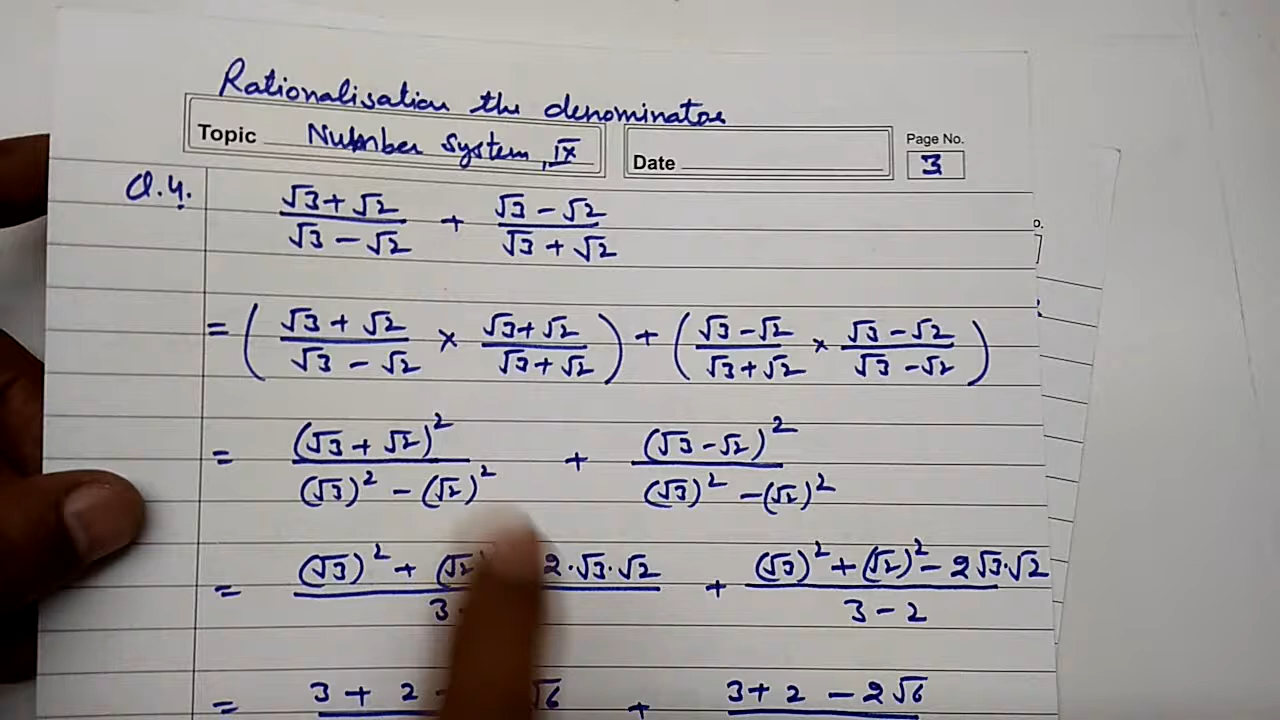 Rationalisation the denominator
Topic Number System, IX Date Page No. 3
Q.4. (√3+√2)/(√3-√2) + (√3-√2)/(√3+√2)
= ((√3+√2)/(√3-√2) × (√3+√2)/(√3+√2)) + ((√3-√2)/(√3+√2) × (√3-√2)/(√3-√2))
= (√3+√2)²/((√3)²-(√2)²) + (√3-√2)²/((√3)²-(√2)²)
= ((√3)²+(√2 2·√3·√2)/(3 + ((√3)²+(√2)²-2√3·√2)/(3-2)
= 3+2 √6 + 3+2-2√6